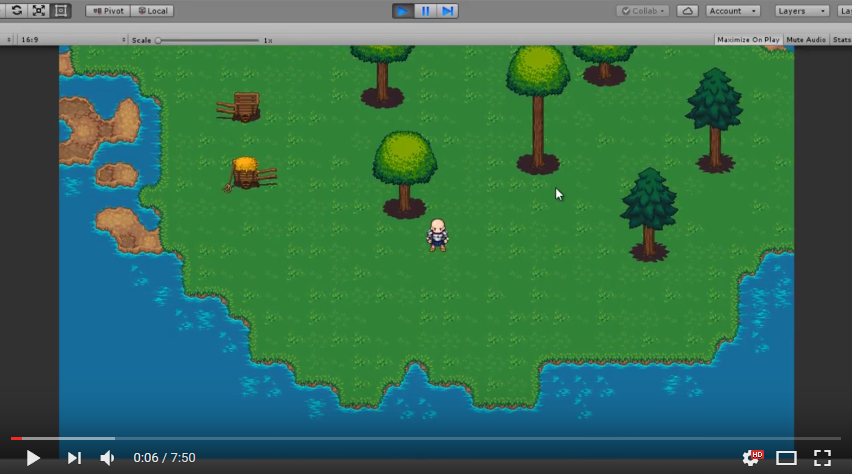 Pivot Local Collab Account Layers Lay
16:9 Scale 1x Maximize On Play Mute Audio Stats
0:06 / 7:50 HD